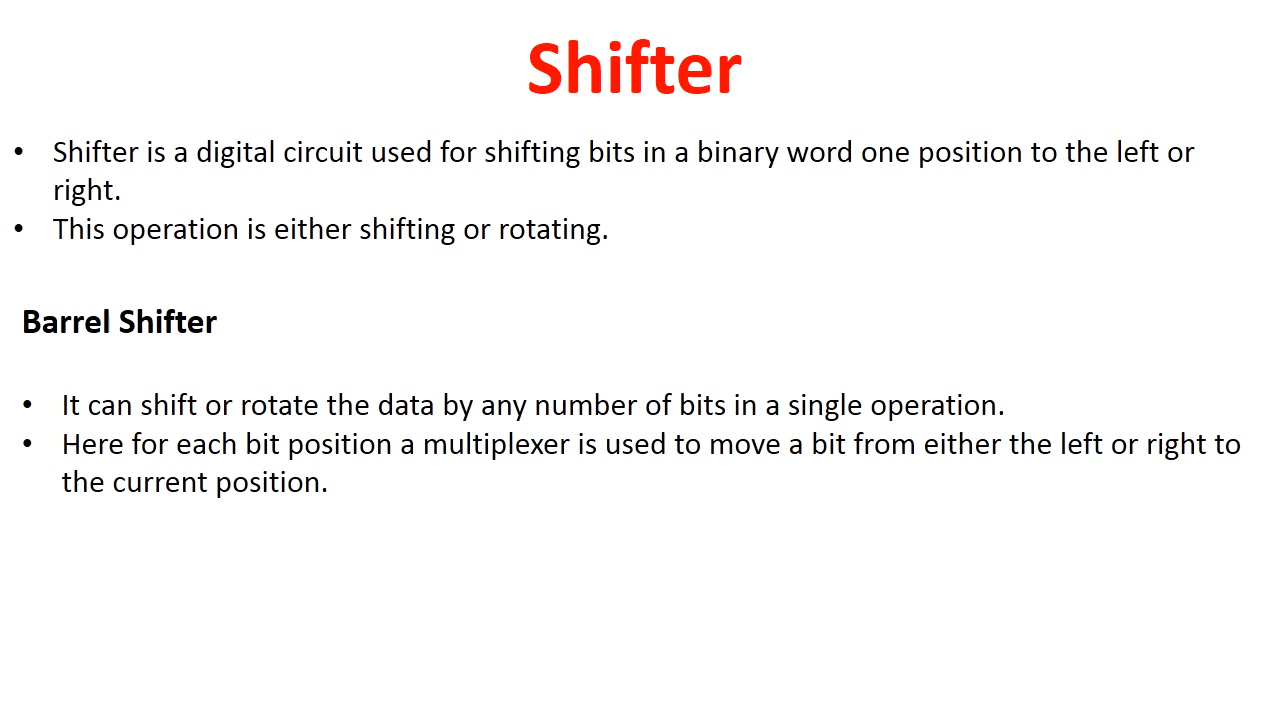 Shifter
• Shifter is a digital circuit used for shifting bits in a binary word one position to the left or
right.
• This operation is either shifting or rotating.
Barrel Shifter
• It can shift or rotate the data by any number of bits in a single operation.
• Here for each bit position a multiplexer is used to move a bit from either the left or right to
the current position.